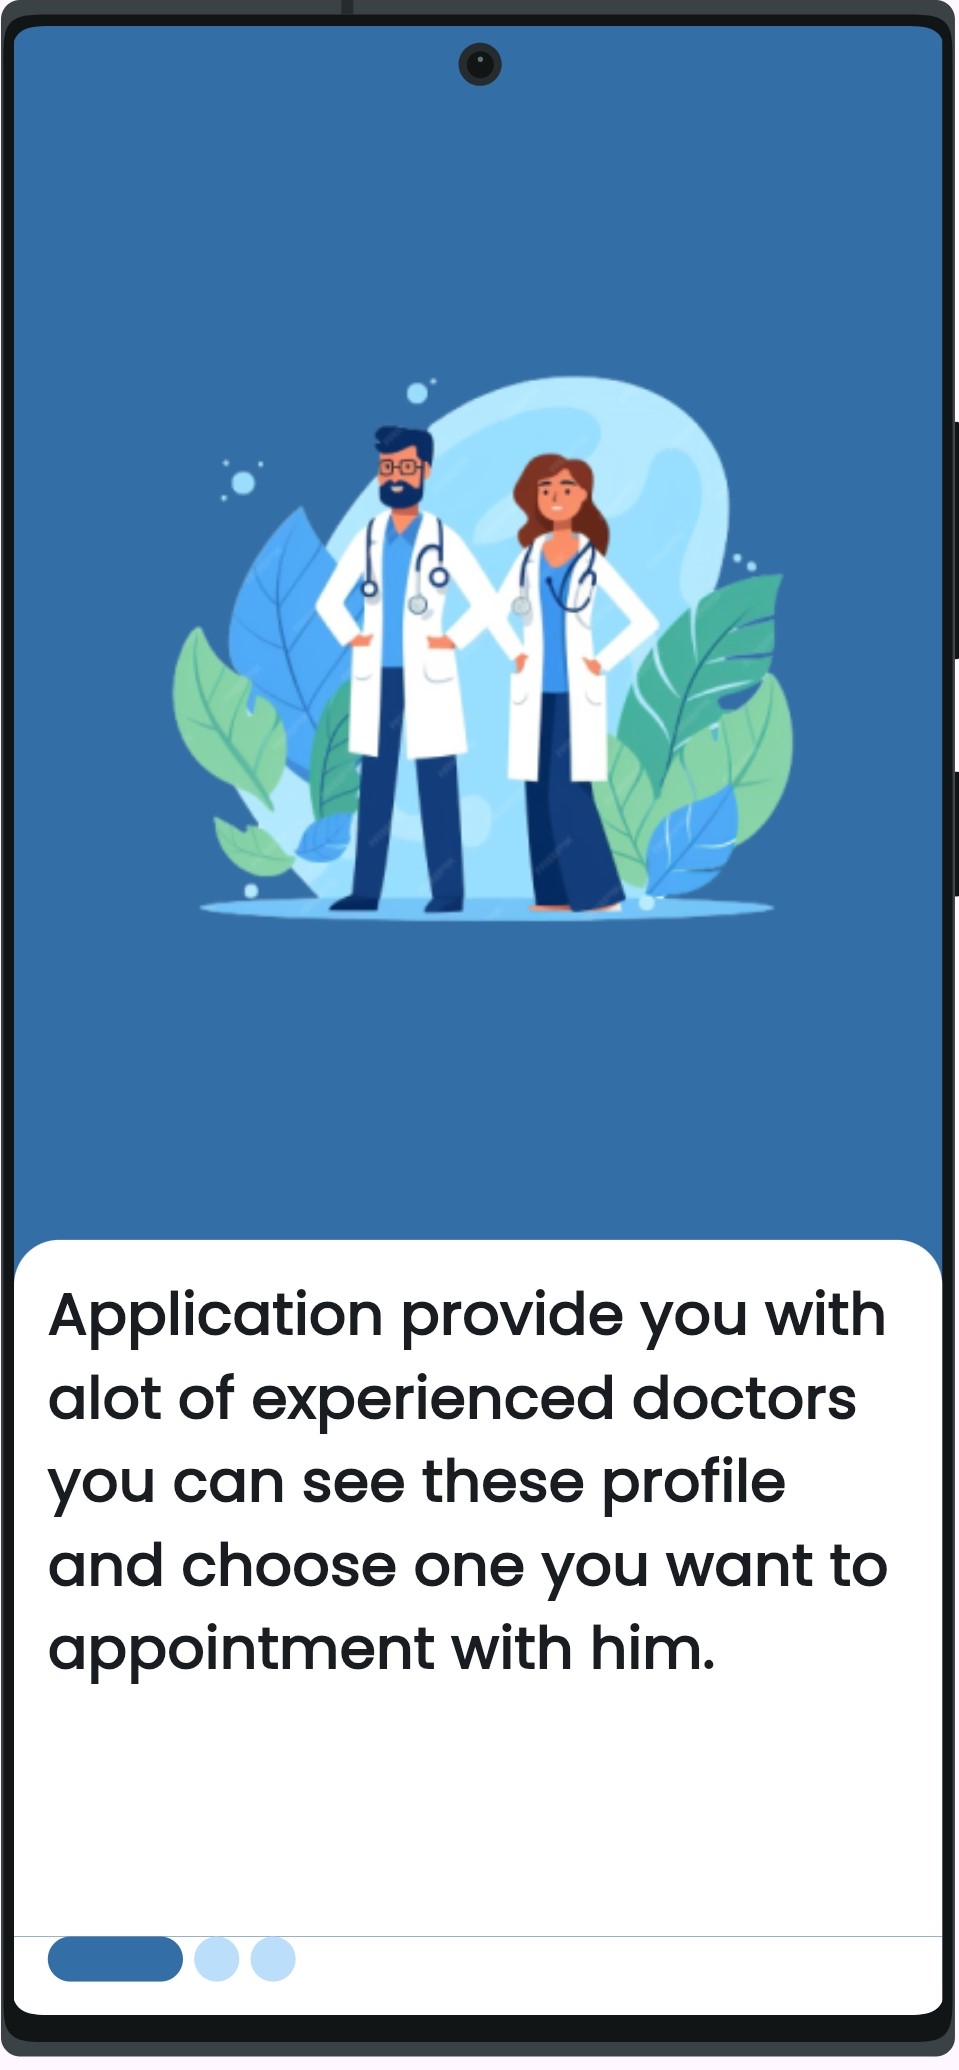 Application provide you with
alot of experienced doctors
you can see these profile
and choose one you want to
appointment with him.